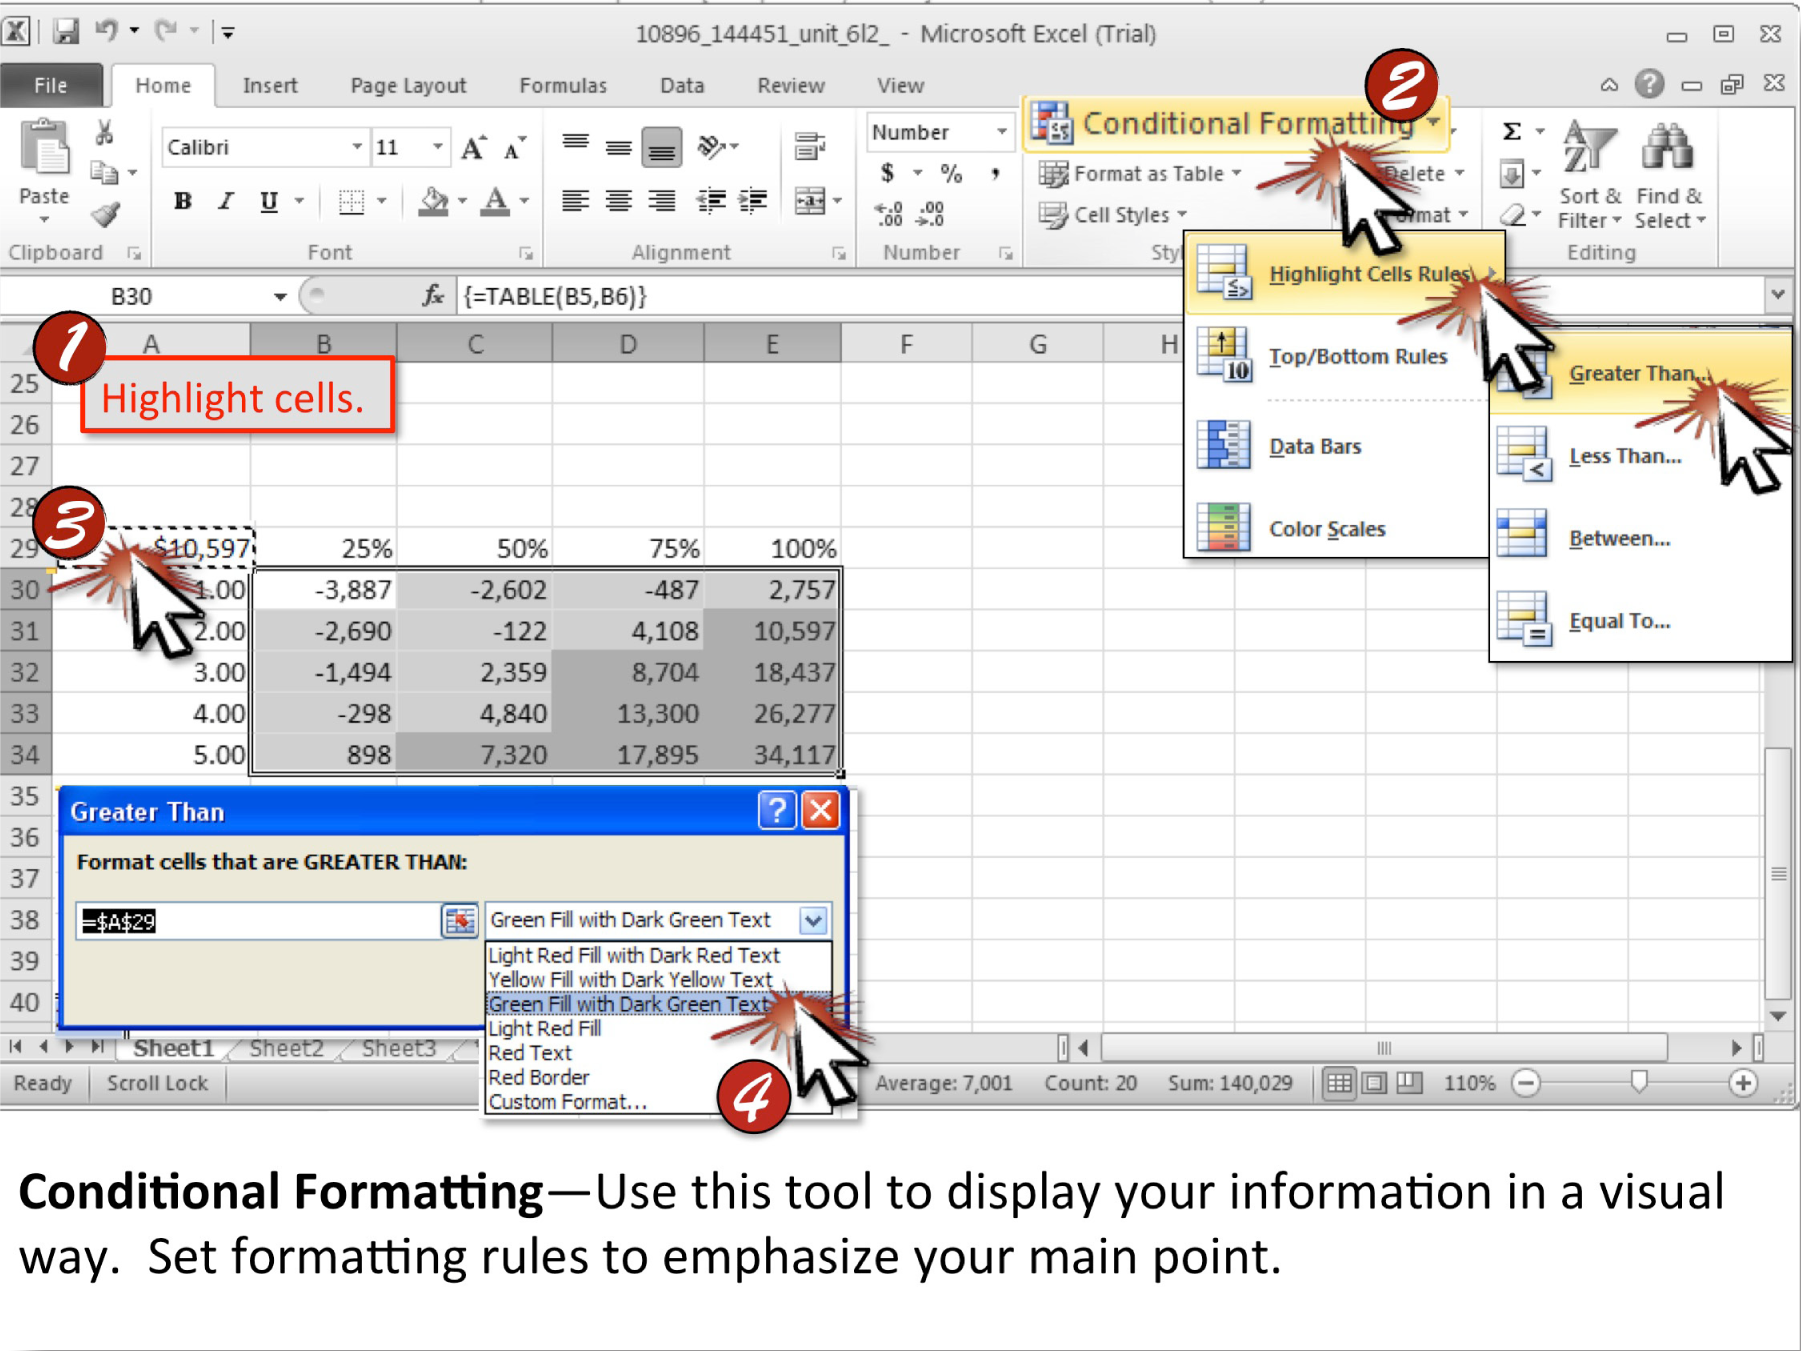 10896_144451_unit_6l2_ - Microsoft Excel (Trial)
File Home Insert Page Layout Formulas Data Review View
2
Calibri 11 Number Conditional Formatting Σ
Paste B I U $ % , Format as Table Delete Sort & Filter Find & Select
Cell Styles
Clipboard Font Alignment Number Editing
B30 fx {=TABLE(B5,B6)}
Highlight Cells Rules
Top/Bottom Rules
Data Bars
Color Scales
Greater Than...
Less Than...
Between...
Equal To...
1
Highlight cells.
A B C D E F G H
25
26
27
28
3
29 $10,597 25% 50% 75% 100%
30 1.00 -3,887 -2,602 -487 2,757
31 2.00 -2,690 -122 4,108 10,597
32 3.00 -1,494 2,359 8,704 18,437
33 4.00 -298 4,840 13,300 26,277
34 5.00 898 7,320 17,895 34,117
35
36
37
38
39
40
Greater Than ?
Format cells that are GREATER THAN:
=$A$29 Green Fill with Dark Green Text
Light Red Fill with Dark Red Text
Yellow Fill with Dark Yellow Text
Green Fill with Dark Green Text
Light Red Fill
Red Text
Red Border
Custom Format...
4
Sheet1 Sheet2 Sheet3
Ready Scroll Lock Average: 7,001 Count: 20 Sum: 140,029 110%
Conditional Formatting—Use this tool to display your information in a visual
way. Set formatting rules to emphasize your main point.